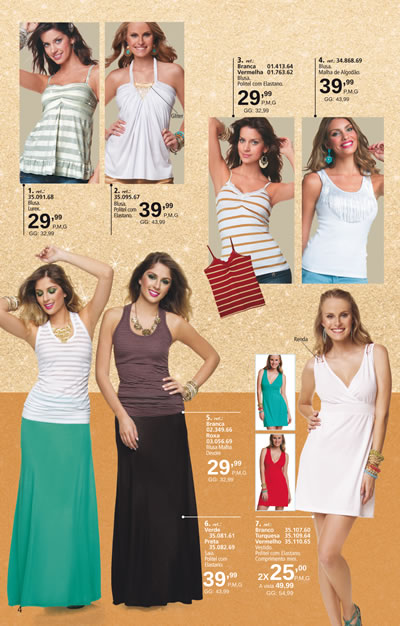 3. ref.:
Branca 01.413.64
Vermelha 01.763.62
Blusa.
Politel com Elastano.
29,99 P,M,G
GG: 32,99
4. ref.: 34.868.69
Blusa.
Malha de Algodão.
39,99 P,M,G
GG: 43,99
Glitter
1. ref.:
35.091.68
Blusa.
29,99 P,M,G
GG: 32,99
2. ref.:
35.095.67
Blusa.
Politel com
Elastano.
39,99 P,M,G
GG: 43,99
Renda
5. ref.:
Branca
02.349.66
Roxa
03.056.69
Blusa Malha
Devorê
29,99 P,M,G
GG: 32,99
6. ref.:
Verde
35.081.61
Preta
35.082.69
Saia.
Politel com
Elastano.
39,99 P,M,G
GG: 43,99
7. ref.:
Branco 35.107.60
Turquesa 35.109.64
Vermelho 35.110.65
Vestido.
Politel com Elastano.
Comprimento mini.
2X 25,00 P,M,G
À vista 49,99
GG: 54,99
4